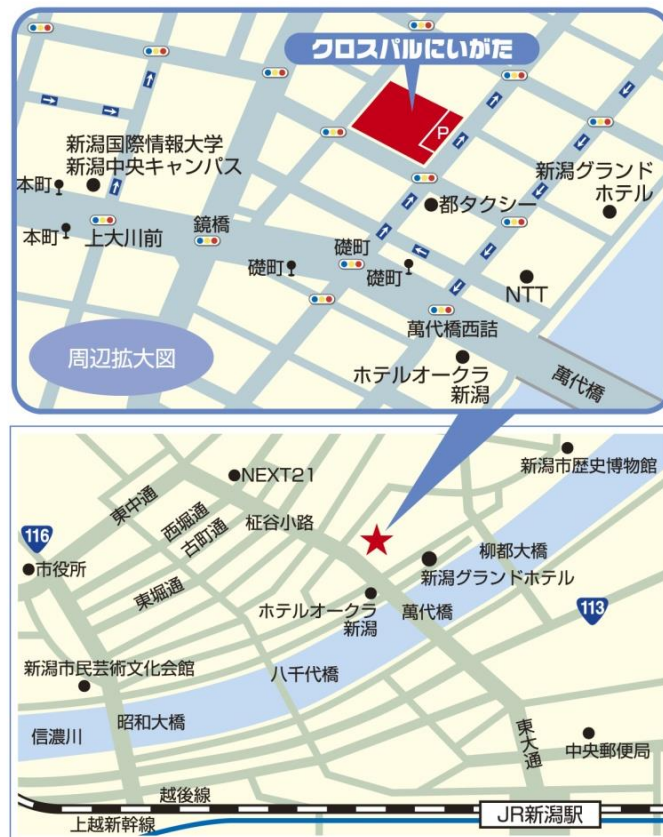 クロスパルにいがた
P
新潟国際情報大学
新潟中央キャンパス
本町
本町
上大川前
鏡橋
礎町
礎町
礎町
都タクシー
新潟グランド
ホテル
NTT
萬代橋西詰
ホテルオークラ
新潟
萬代橋
周辺拡大図
新潟市歴史博物館
NEXT21
東中通
西堀通
古町通
柾谷小路
116
市役所
東堀通
柳都大橋
新潟グランドホテル
ホテルオークラ
新潟
萬代橋
113
新潟市民芸術文化会館
八千代橋
信濃川
昭和大橋
東大通
中央郵便局
越後線
JR新潟駅
上越新幹線